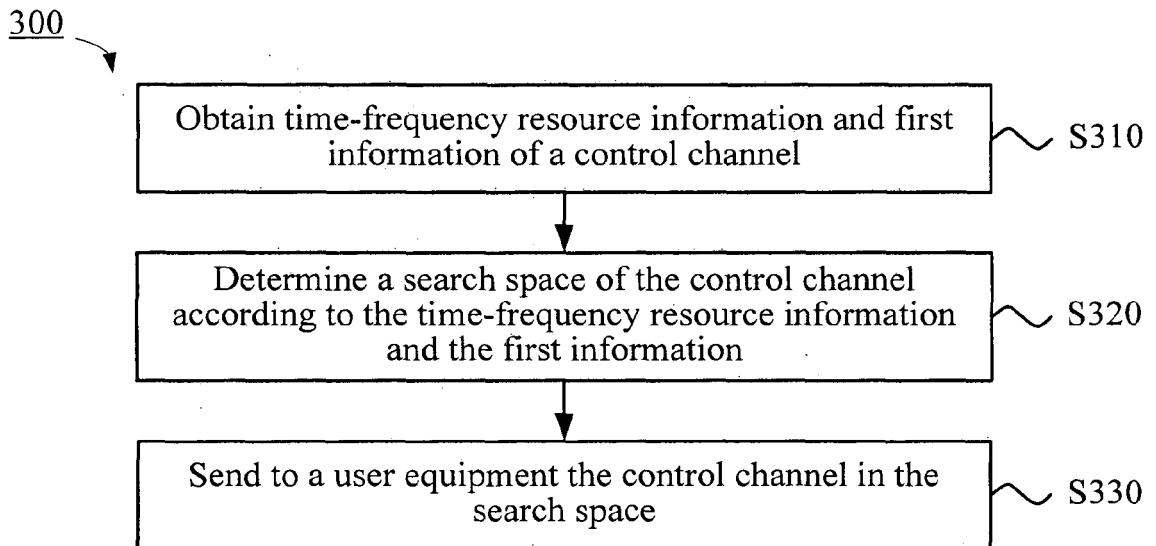 300
Obtain time-frequency resource information and first
information of a control channel
S310
Determine a search space of the control channel
according to the time-frequency resource information
and the first information
S320
Send to a user equipment the control channel in the
search space
S330